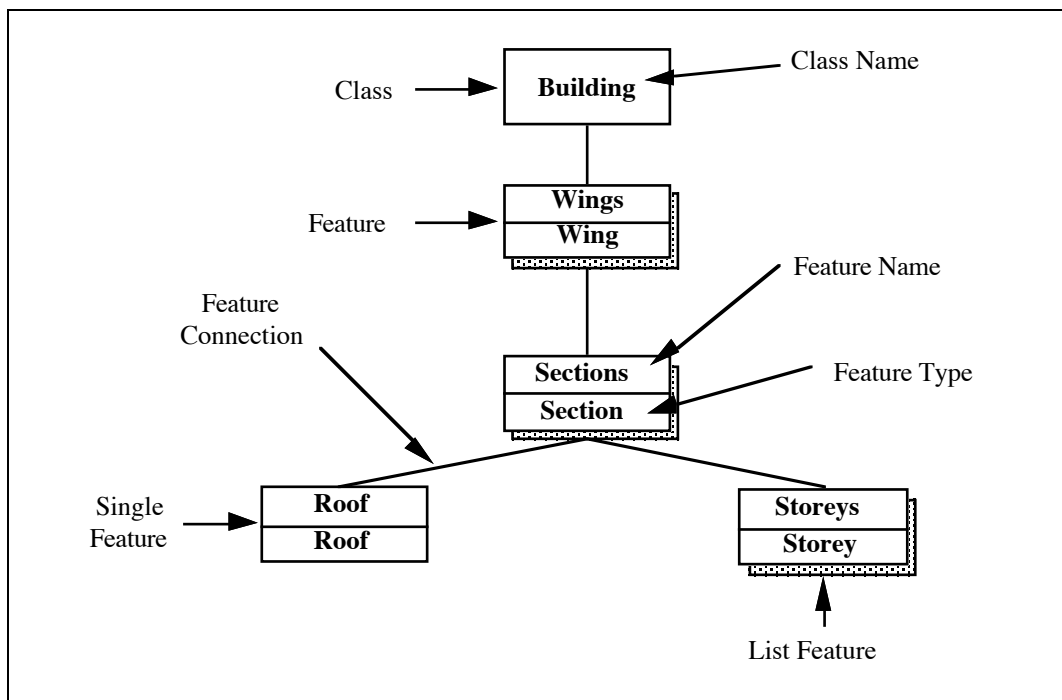 Class Name
Class
Building
Wings
Feature
Wing
Feature Name
Feature
Connection
Sections
Feature Type
Section
Single
Feature
Roof
Roof
Storeys
Storey
List Feature